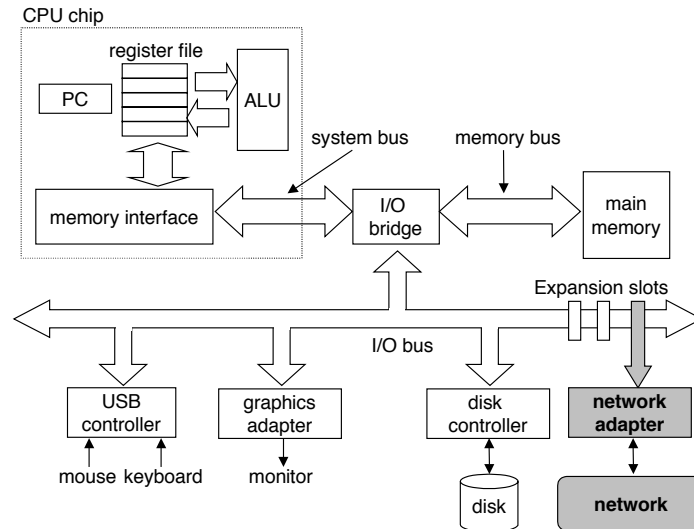 CPU chip
register file
PC
ALU
system bus
memory bus
memory interface
I/O
bridge
main
memory
Expansion slots
I/O bus
USB
controller
graphics
adapter
disk
controller
network
adapter
mouse
keyboard
monitor
disk
network